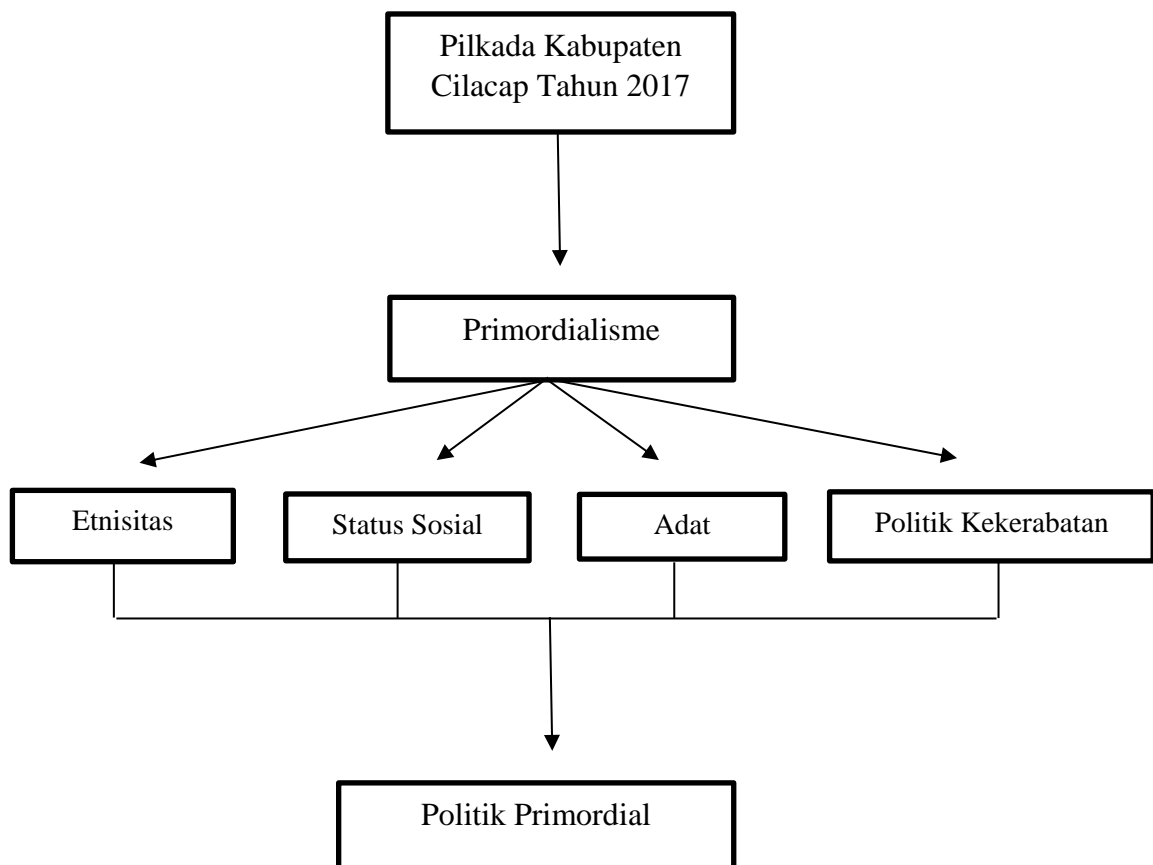 Pilkada Kabupaten
Cilacap Tahun 2017
Primordialisme
Etnisitas
Status Sosial
Adat
Politik Kekerabatan
Politik Primordial